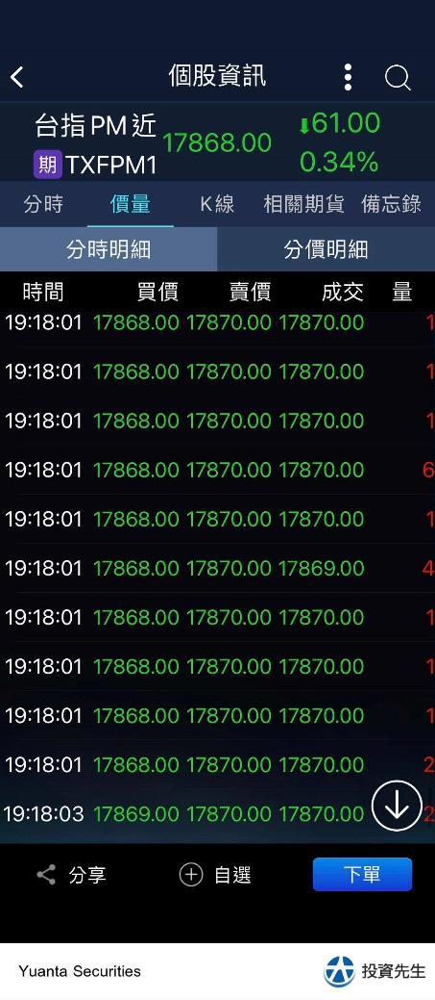 個股資訊
台指PM近 17868.00 61.00
期 TXFPM1 0.34%
分時 價量 K線 相關期貨 備忘錄
分時明細 分價明細
時間 買價 賣價 成交 量
19:18:01 17868.00 17870.00 17870.00 1
19:18:01 17868.00 17870.00 17870.00 1
19:18:01 17868.00 17870.00 17870.00 1
19:18:01 17868.00 17870.00 17870.00 6
19:18:01 17868.00 17870.00 17870.00 1
19:18:01 17868.00 17870.00 17869.00 4
19:18:01 17868.00 17870.00 17870.00 1
19:18:01 17868.00 17870.00 17870.00 1
19:18:01 17868.00 17870.00 17870.00 1
19:18:01 17868.00 17870.00 17870.00 2
19:18:03 17869.00 17870.00 17870.00 2
分享 自選 下單
Yuanta Securities 投資先生